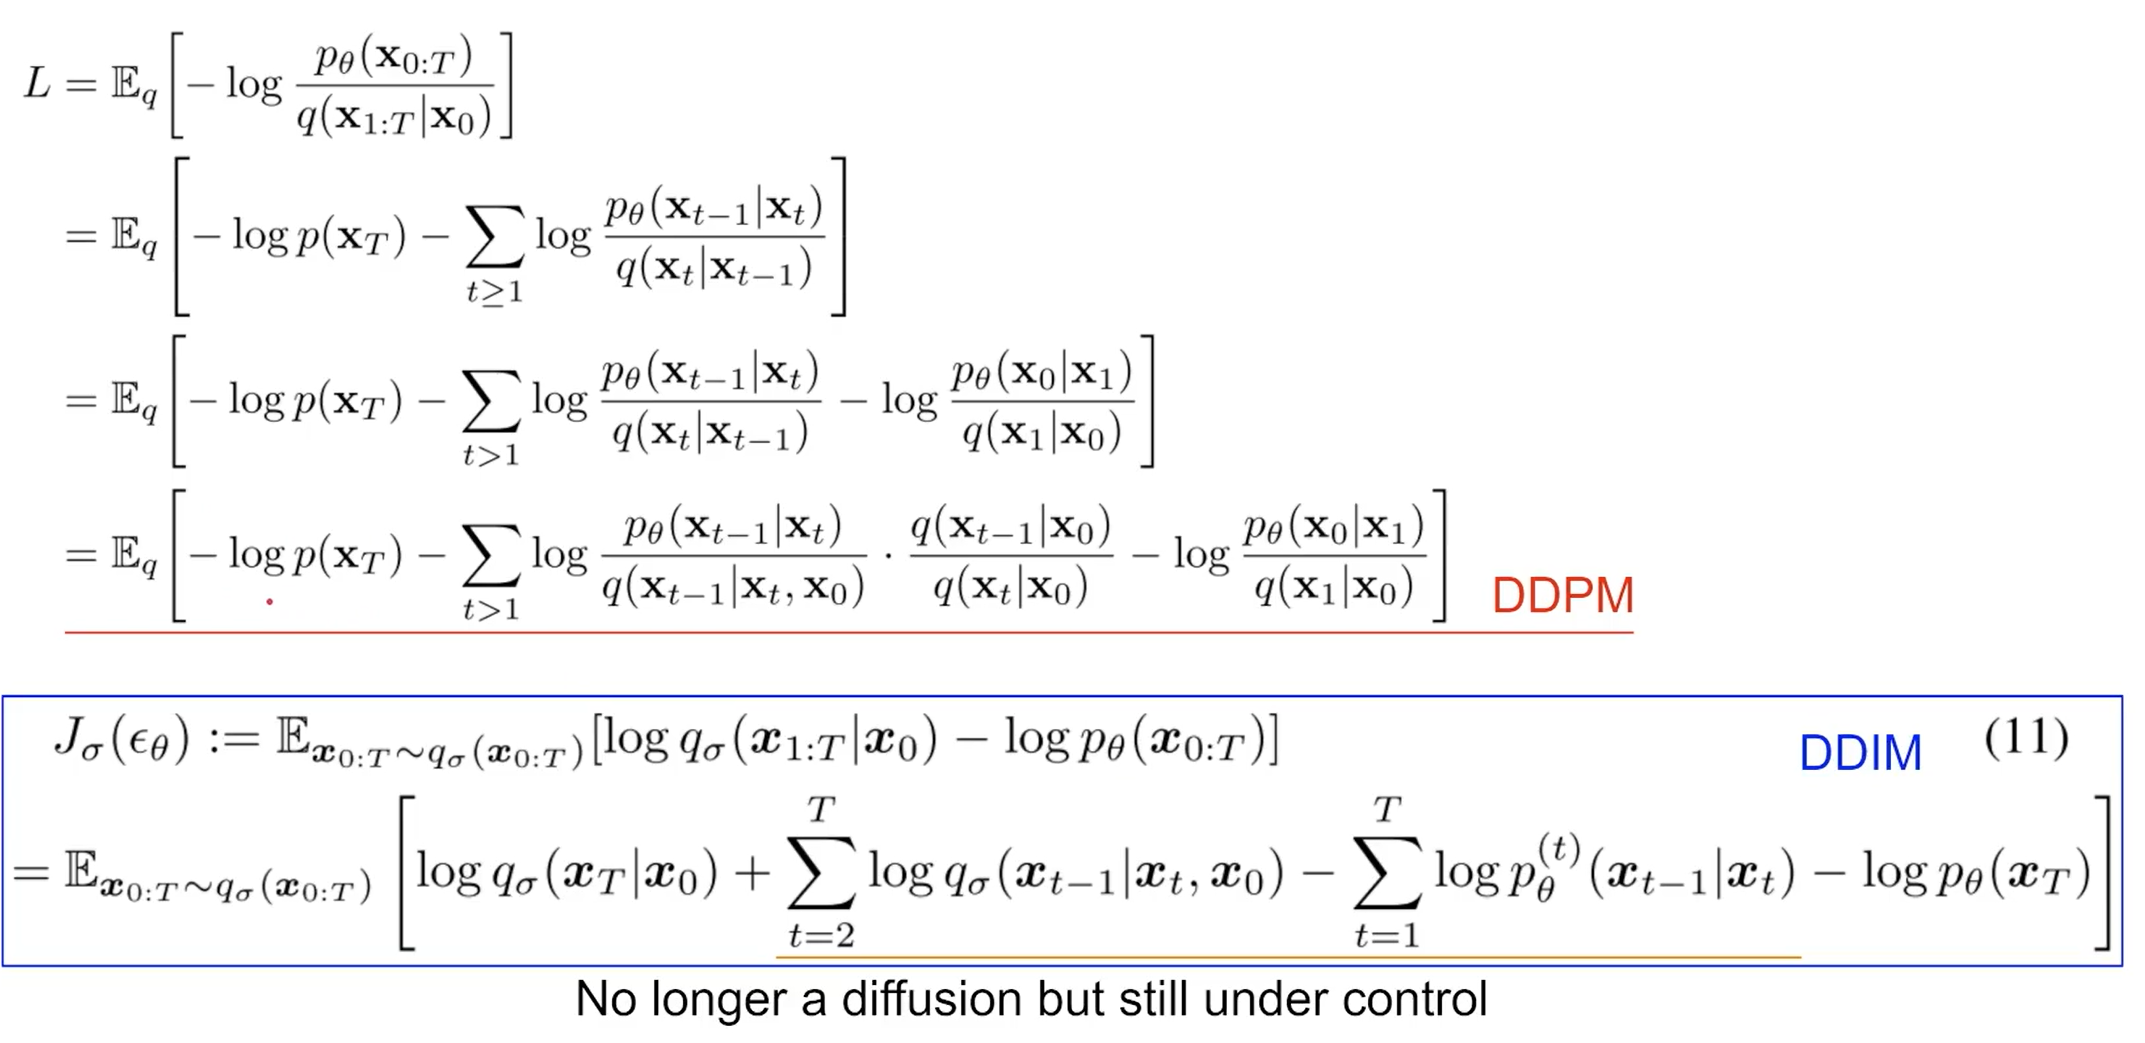 $L = \mathbb{E}_q \left[ -\log \frac{p_\theta(\mathbf{x}_{0:T})}{q(\mathbf{x}_{1:T}|\mathbf{x}_0)} \right]$
$= \mathbb{E}_q \left[ -\log p(\mathbf{x}_T) - \sum_{t \geq 1} \log \frac{p_\theta(\mathbf{x}_{t-1}|\mathbf{x}_t)}{q(\mathbf{x}_t|\mathbf{x}_{t-1})} \right]$
$= \mathbb{E}_q \left[ -\log p(\mathbf{x}_T) - \sum_{t > 1} \log \frac{p_\theta(\mathbf{x}_{t-1}|\mathbf{x}_t)}{q(\mathbf{x}_t|\mathbf{x}_{t-1})} - \log \frac{p_\theta(\mathbf{x}_0|\mathbf{x}_1)}{q(\mathbf{x}_1|\mathbf{x}_0)} \right]$
$= \mathbb{E}_q \left[ -\log p(\mathbf{x}_T) - \sum_{t > 1} \log \frac{p_\theta(\mathbf{x}_{t-1}|\mathbf{x}_t)}{q(\mathbf{x}_{t-1}|\mathbf{x}_t, \mathbf{x}_0)} \cdot \frac{q(\mathbf{x}_{t-1}|\mathbf{x}_0)}{q(\mathbf{x}_t|\mathbf{x}_0)} - \log \frac{p_\theta(\mathbf{x}_0|\mathbf{x}_1)}{q(\mathbf{x}_1|\mathbf{x}_0)} \right]$ DDPM
$J_\sigma(\epsilon_\theta) := \mathbb{E}_{\boldsymbol{x}_{0:T} \sim q_\sigma(\boldsymbol{x}_{0:T})} [\log q_\sigma(\boldsymbol{x}_{1:T}|\boldsymbol{x}_0) - \log p_\theta(\boldsymbol{x}_{0:T})]$ DDIM (11)
$= \mathbb{E}_{\boldsymbol{x}_{0:T} \sim q_\sigma(\boldsymbol{x}_{0:T})} \left[ \log q_\sigma(\boldsymbol{x}_T|\boldsymbol{x}_0) + \sum_{t=2}^{T} \log q_\sigma(\boldsymbol{x}_{t-1}|\boldsymbol{x}_t, \boldsymbol{x}_0) - \sum_{t=1}^{T} \log p_\theta^{(t)}(\boldsymbol{x}_{t-1}|\boldsymbol{x}_t) - \log p_\theta(\boldsymbol{x}_T) \right]$
No longer a diffusion but still under control